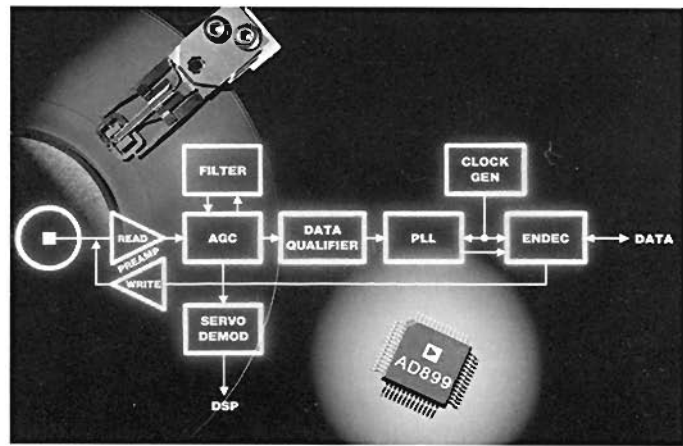 FILTER
CLOCK
GEN
READ
AGC
DATA
QUALIFIER
PLL
ENDEC
DATA
PREAMP
WRITE
SERVO
DEMOD
AD899
DSP